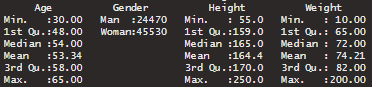 Age Gender Height Weight
Min. :30.00 Man :24470 Min. : 55.0 Min. : 10.00
1st Qu.:48.00 Woman:45530 1st Qu.:159.0 1st Qu.: 65.00
Median :54.00 Median :165.0 Median : 72.00
Mean :53.34 Mean :164.4 Mean : 74.21
3rd Qu.:58.00 3rd Qu.:170.0 3rd Qu.: 82.00
Max. :65.00 Max. :250.0 Max. :200.00